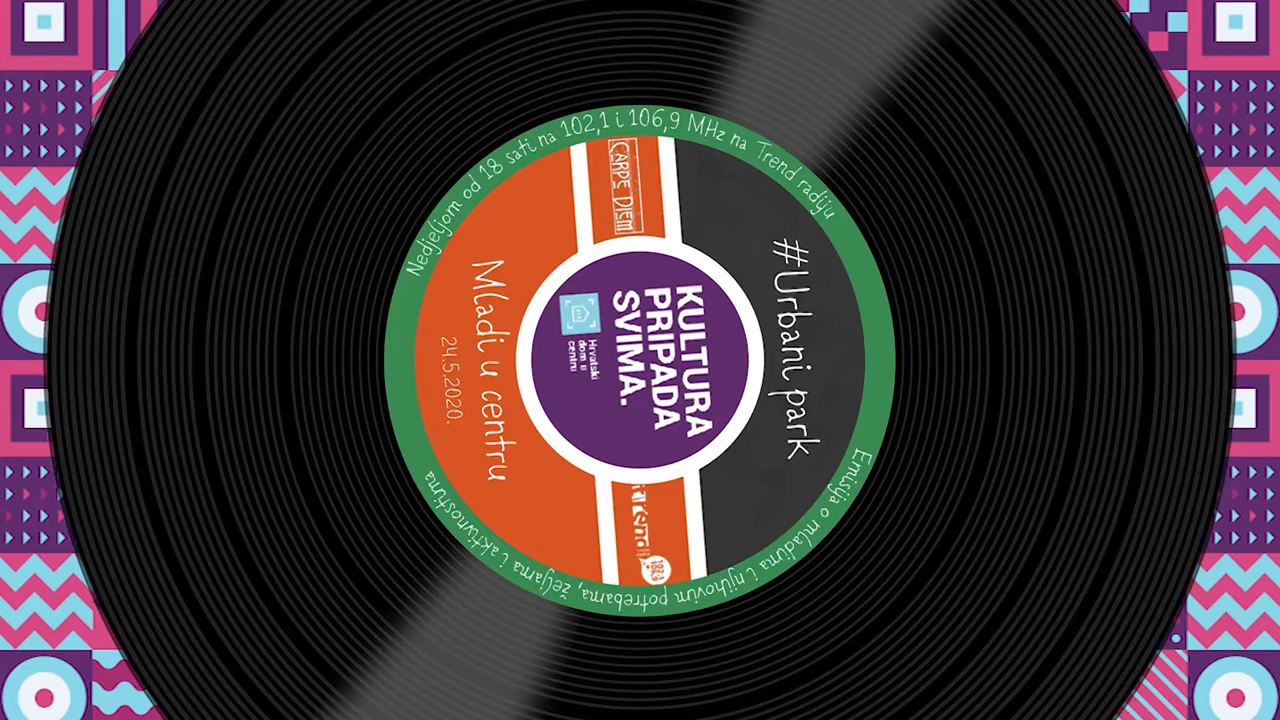 Nedjeljom od 18 sati na 102,1 i 106,9 MHz na Trend radiju
#Urbani park
CARPE DIEM
KULTURA
PRIPADA
SVIMA.
Hrvatski
dom u
centru
Mladi u centru
24.5.2020.
Emisija o mladima i njihovim potrebama, željama i aktivnostima